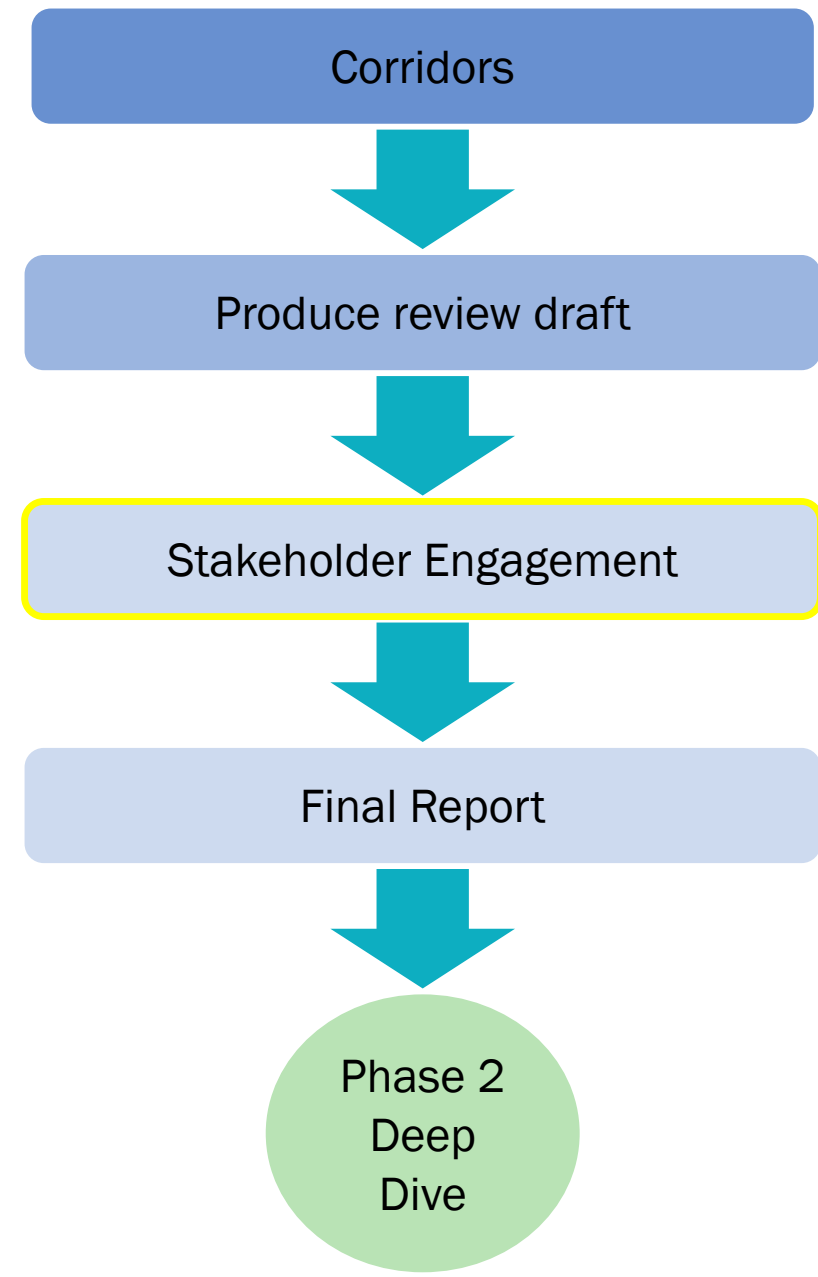 Corridors
Produce review draft
Stakeholder Engagement
Final Report
Phase 2
Deep
Dive